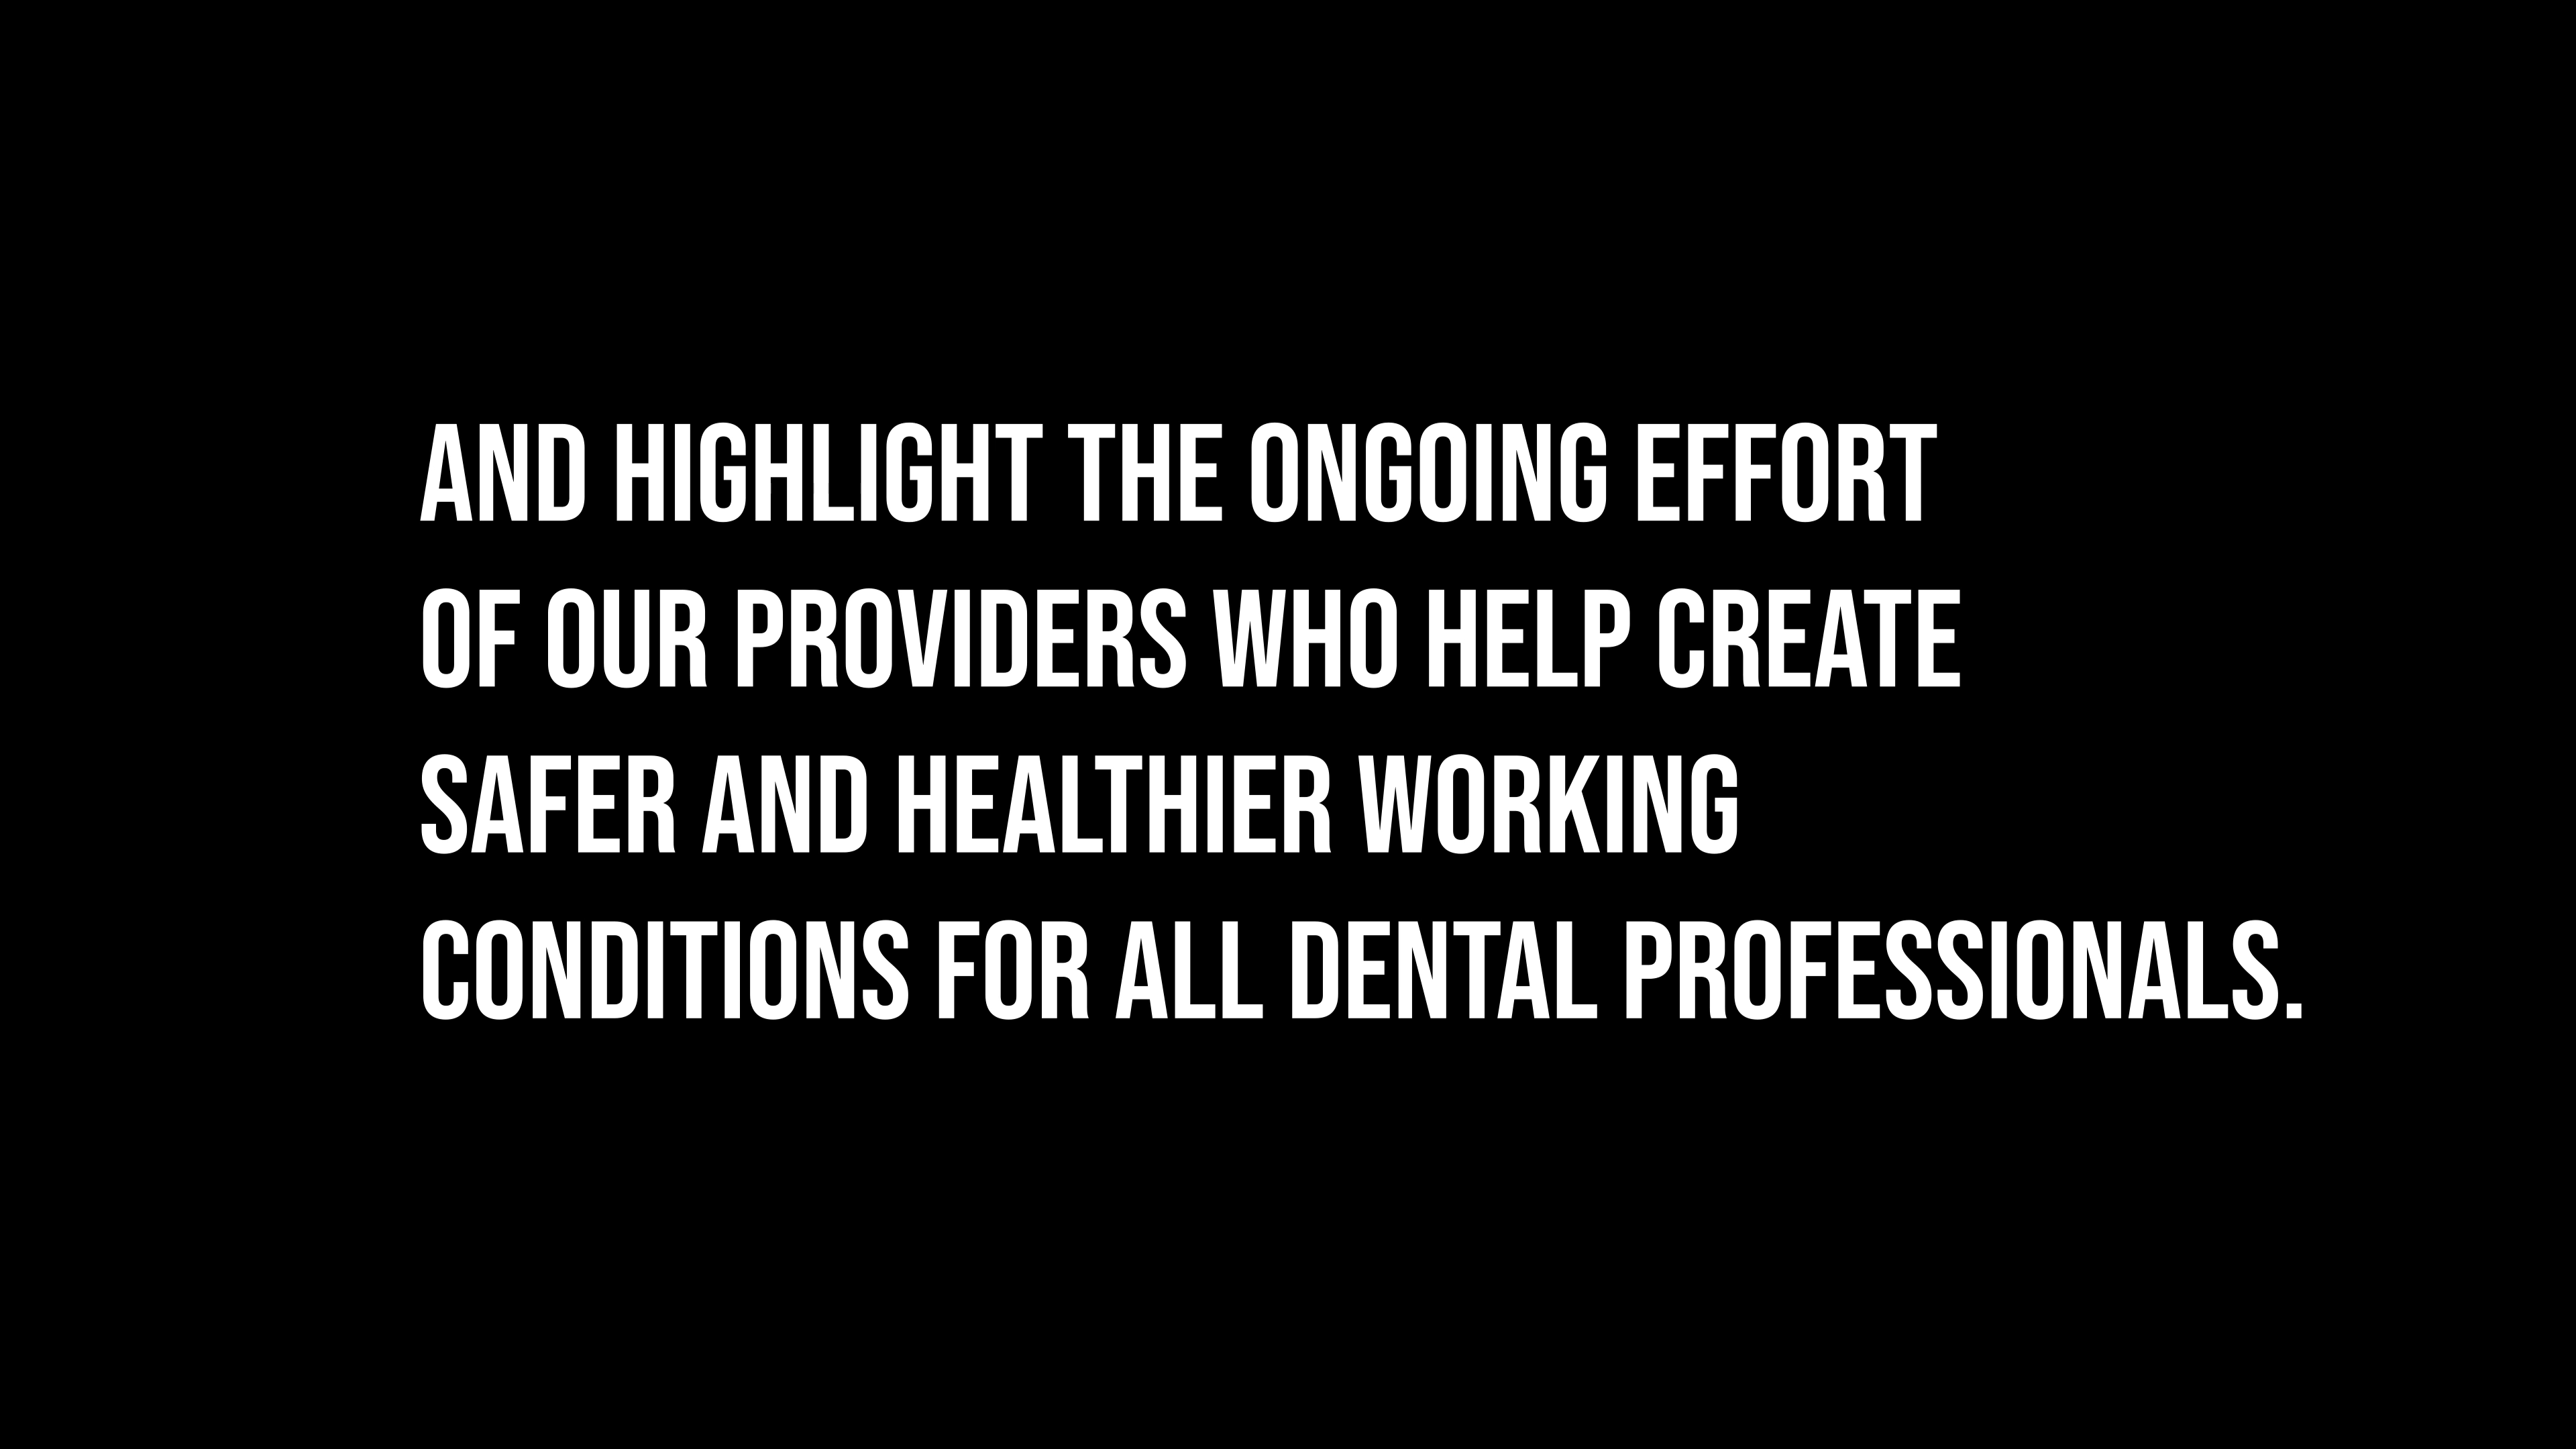 AND HIGHLIGHT THE ONGOING EFFORT
OF OUR PROVIDERS WHO HELP CREATE
SAFER AND HEALTHIER WORKING
CONDITIONS FOR ALL DENTAL PROFESSIONALS.